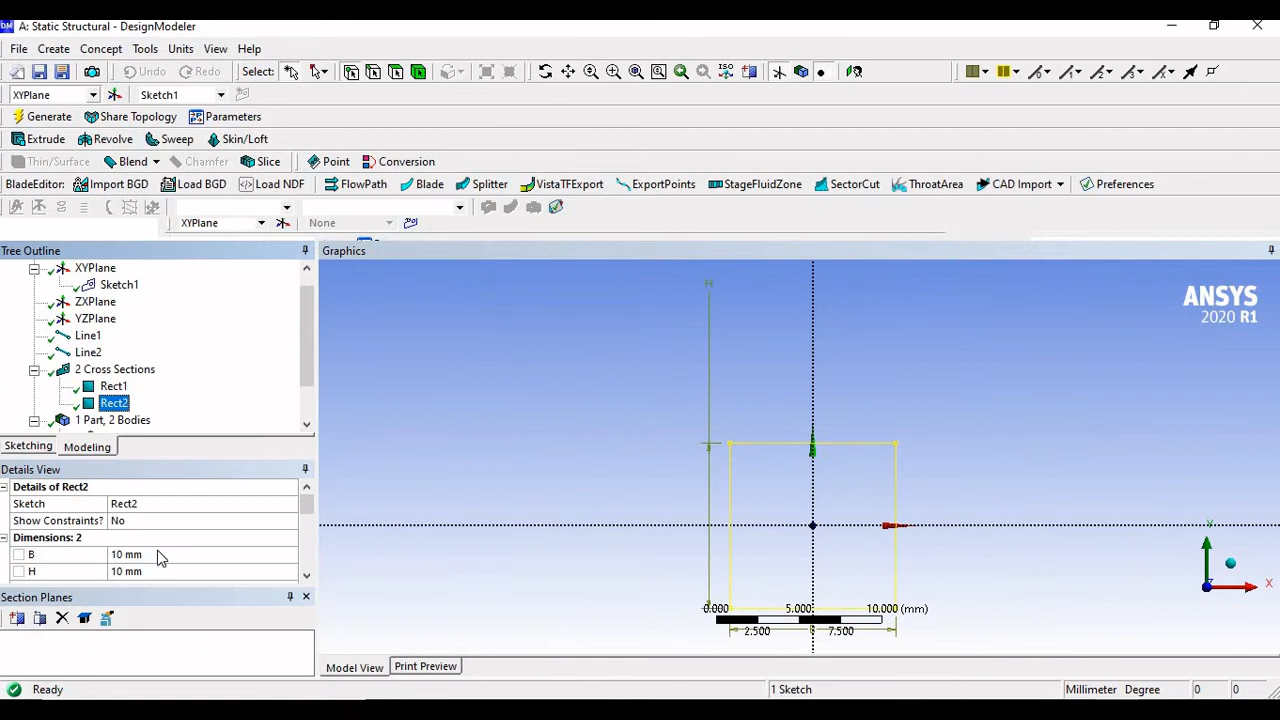 DM A: Static Structural - DesignModeler
File Create Concept Tools Units View Help
Undo Redo Select: ISO
XYPlane Sketch1
Generate Share Topology Parameters
Extrude Revolve Sweep Skin/Loft
Thin/Surface Blend Chamfer Slice Point Conversion
BladeEditor: Import BGD Load BGD Load NDF FlowPath Blade Splitter VistaTFExport ExportPoints StageFluidZone SectorCut ThroatArea CAD Import Preferences
XYPlane None
Tree Outline
XYPlane
Sketch1
ZXPlane
YZPlane
Line1
Line2
2 Cross Sections
Rect1
Rect2
1 Part, 2 Bodies
Sketching Modeling
Details View
Details of Rect2
Sketch Rect2
Show Constraints? No
Dimensions: 2
B 10 mm
H 10 mm
Section Planes
Graphics
H
ANSYS
2020 R1
0.000 5.000 10.000 (mm)
2.500 7.500
Y
X
Model View Print Preview
Ready 1 Sketch Millimeter Degree 0 0